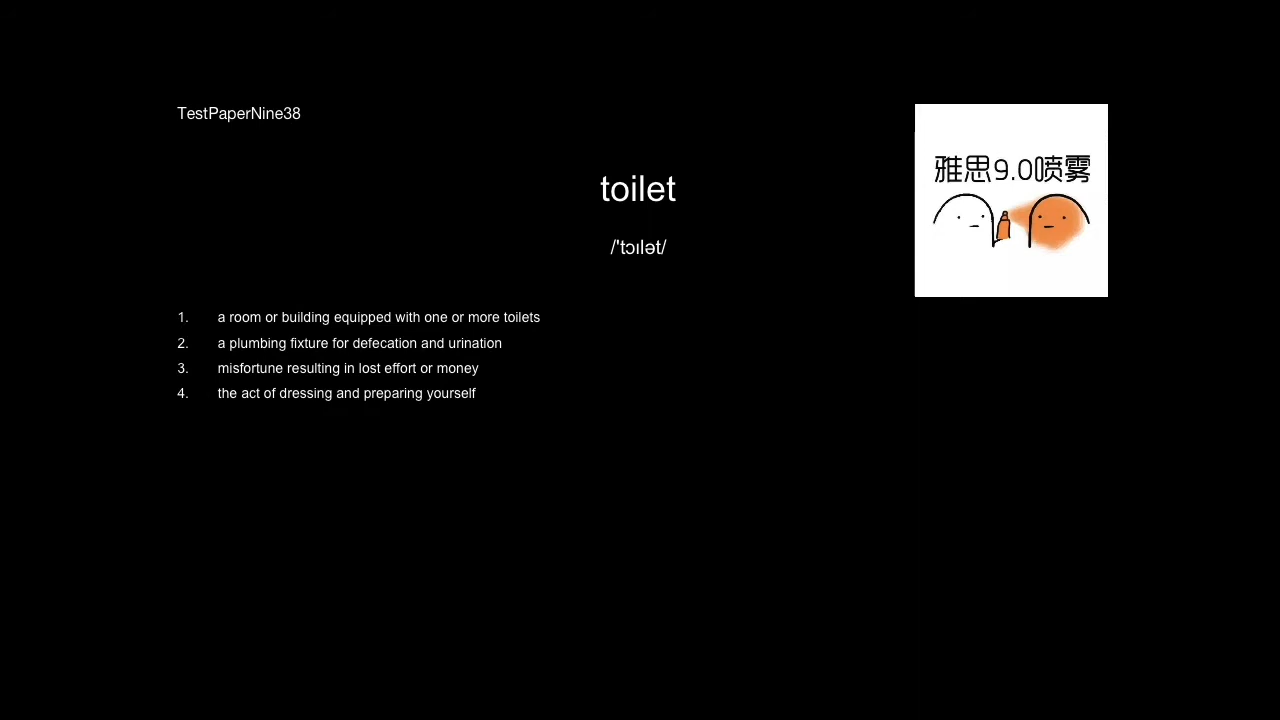 TestPaperNine38
雅思9.0喷雾
toilet
/'tɔɪlət/
1. a room or building equipped with one or more toilets
2. a plumbing fixture for defecation and urination
3. misfortune resulting in lost effort or money
4. the act of dressing and preparing yourself